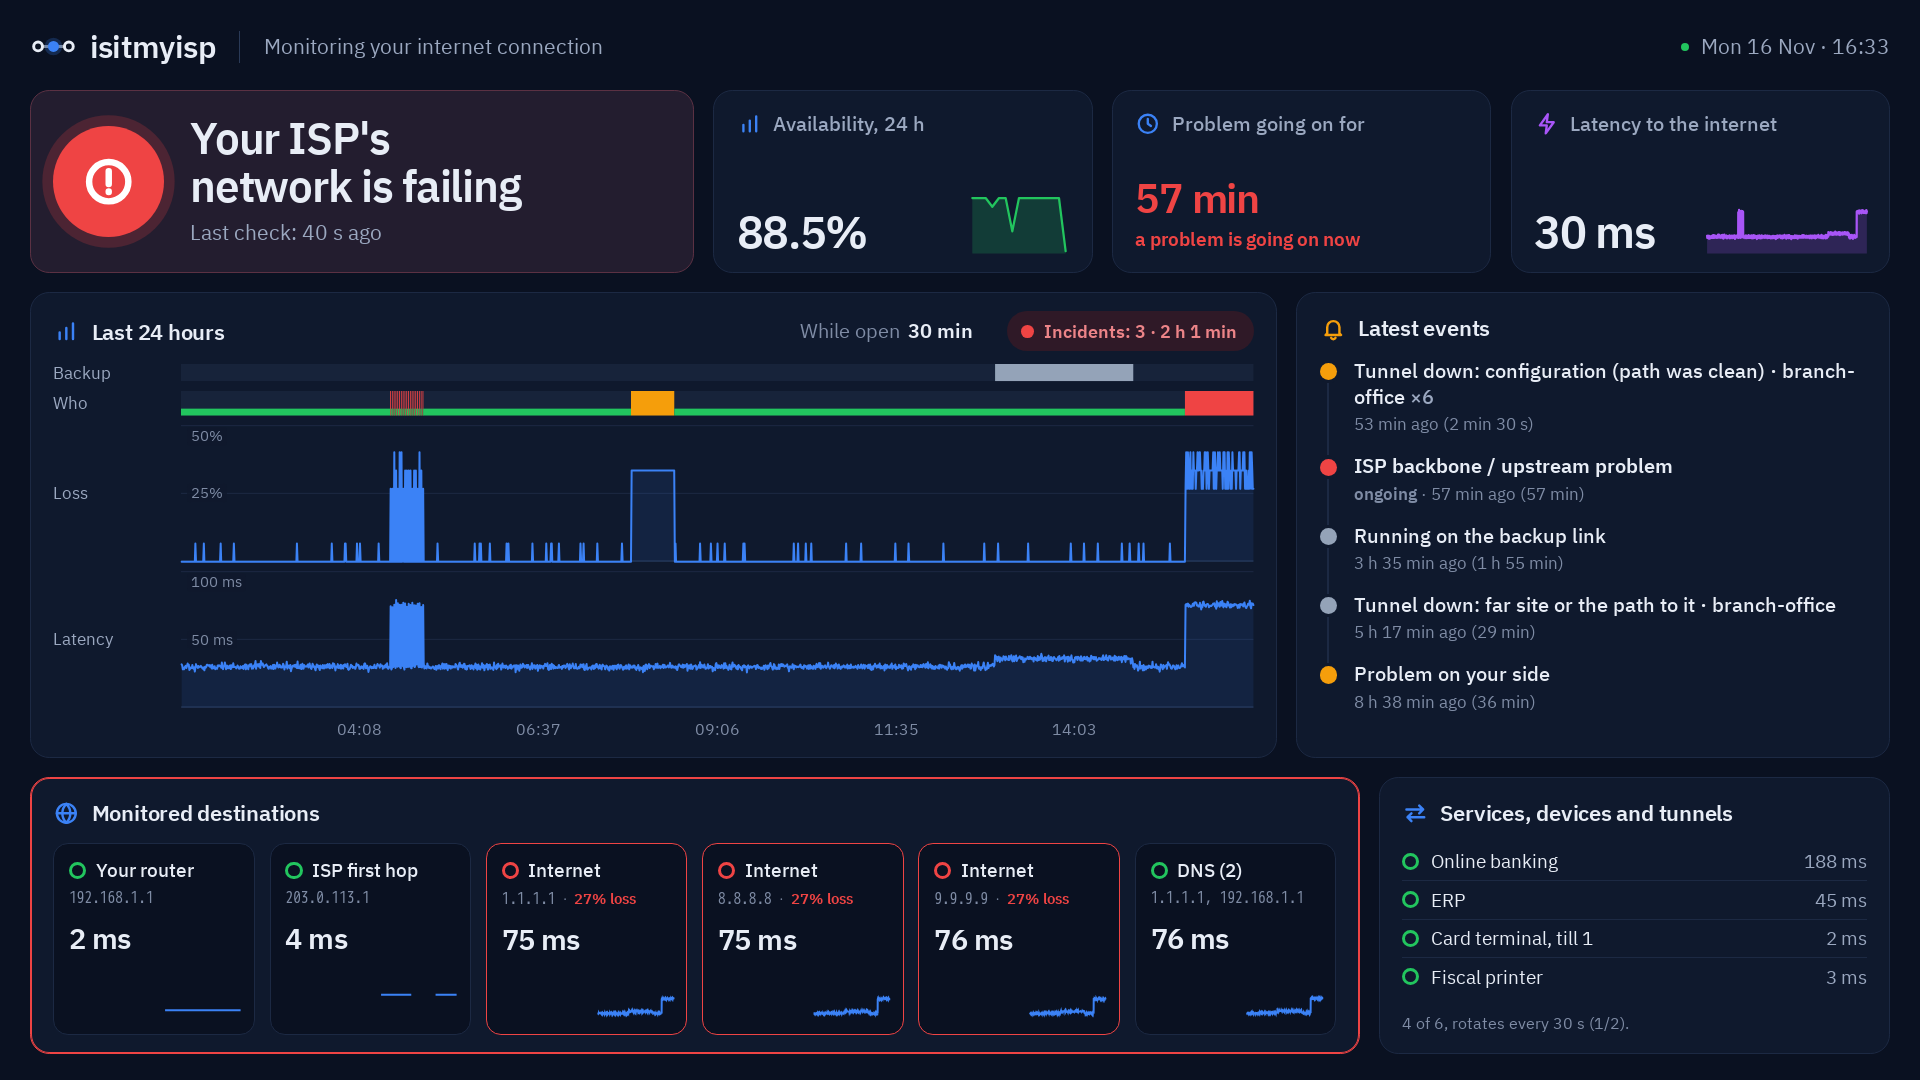 isitmyisp
Monitoring your internet connection
Mon 16 Nov · 16:33
Your ISP's
network is failing
Last check: 40 s ago
Availability, 24 h
88.5%
Problem going on for
57 min
a problem is going on now
Latency to the internet
30 ms
Last 24 hours
While open 30 min
Incidents: 3 · 2 h 1 min
Backup
Who
50%
Loss
25%
100 ms
Latency
50 ms
04:08
06:37
09:06
11:35
14:03
Latest events
Tunnel down: configuration (path was clean) · branch-
office ×6
53 min ago (2 min 30 s)
ISP backbone / upstream problem
ongoing · 57 min ago (57 min)
Running on the backup link
3 h 35 min ago (1 h 55 min)
Tunnel down: far site or the path to it · branch-office
5 h 17 min ago (29 min)
Problem on your side
8 h 38 min ago (36 min)
Monitored destinations
Your router
192.168.1.1
2 ms
ISP first hop
203.0.113.1
4 ms
Internet
1.1.1.1 · 27% loss
75 ms
Internet
8.8.8.8 · 27% loss
75 ms
Internet
9.9.9.9 · 27% loss
76 ms
DNS (2)
1.1.1.1, 192.168.1.1
76 ms
Services, devices and tunnels
Online banking 188 ms
ERP 45 ms
Card terminal, till 1 2 ms
Fiscal printer 3 ms
4 of 6, rotates every 30 s (1/2).